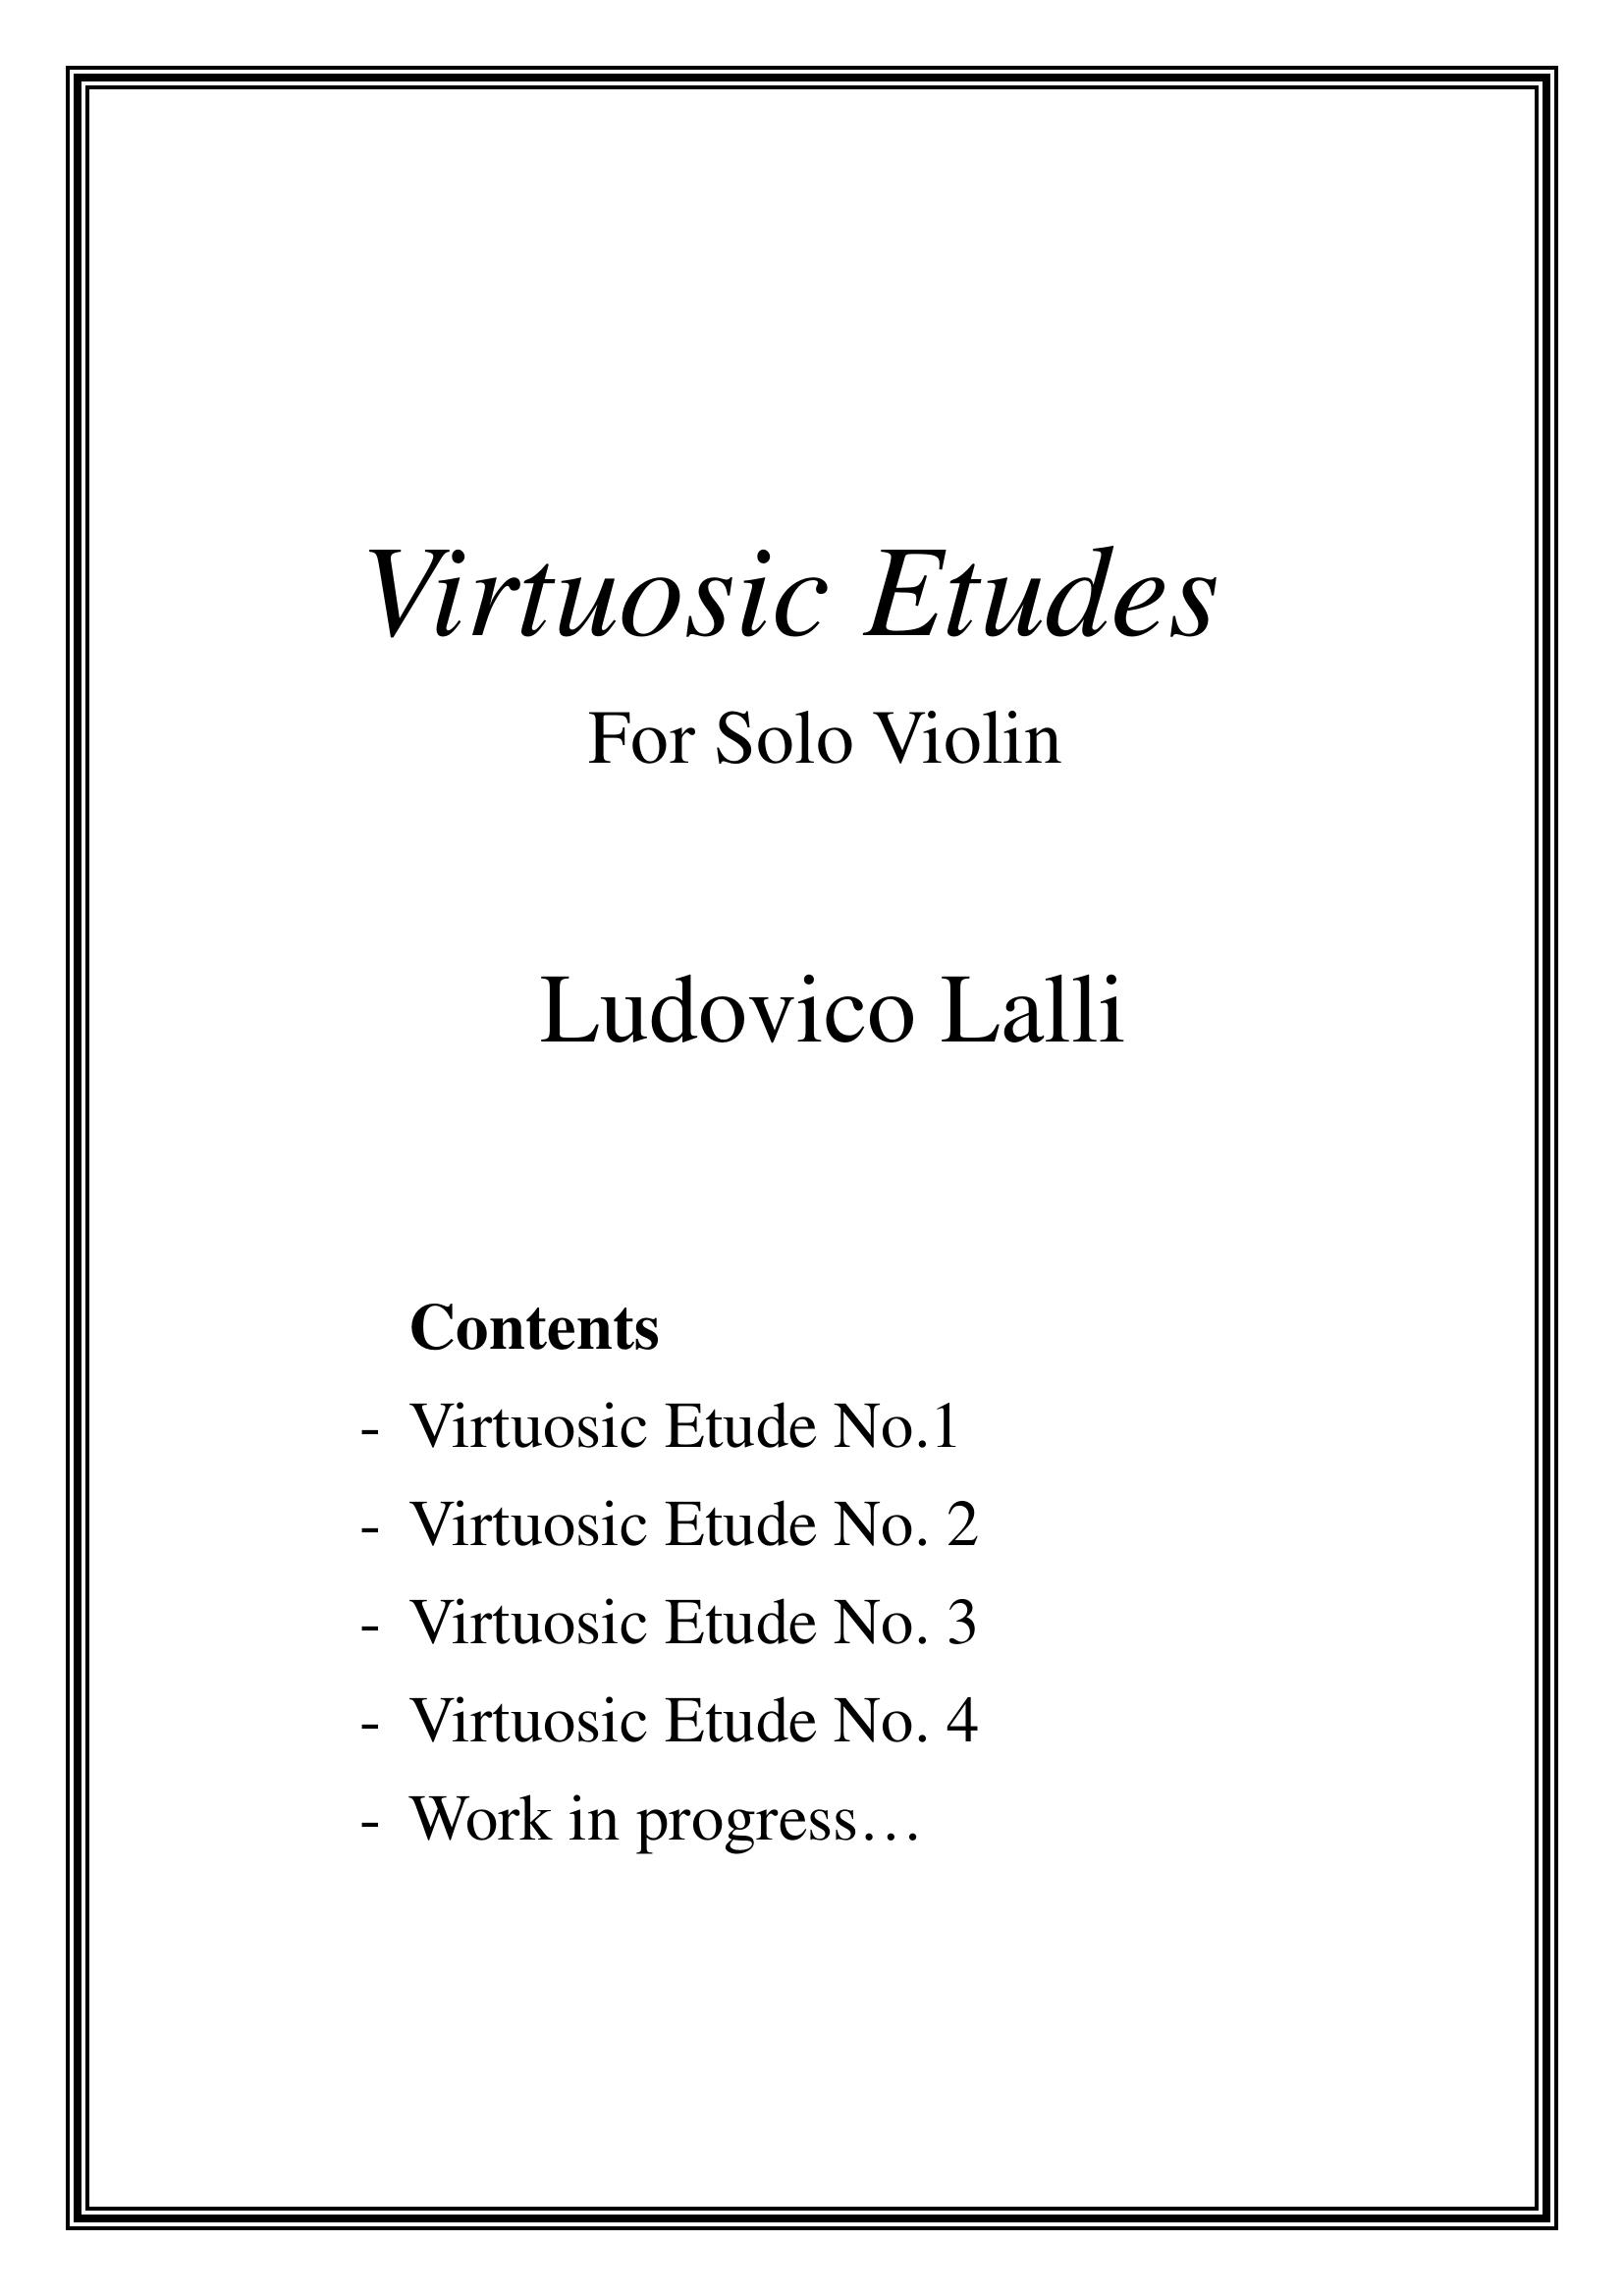 Virtuosic Etudes
For Solo Violin
Ludovico Lalli
Contents
- Virtuosic Etude No.1
- Virtuosic Etude No. 2
- Virtuosic Etude No. 3
- Virtuosic Etude No. 4
- Work in progress…